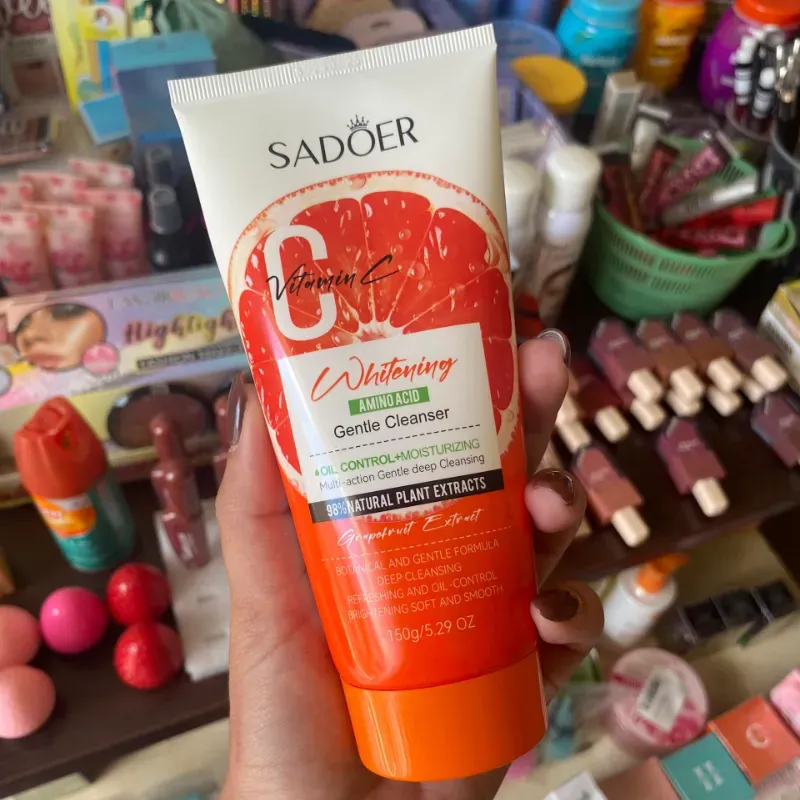 SADOER
C
Vitamin C
Whitening
AMINO ACID
Gentle Cleanser
OIL CONTROL+MOISTURIZING
Multi-action Gentle deep Cleansing
98% NATURAL PLANT EXTRACTS
Grapefruit Extract
BOTANICAL AND GENTLE FORMULA
DEEP CLEANSING
REFRESHING AND OIL-CONTROL
BRIGHTENING SOFT AND SMOOTH
150g/5.29 OZ
Highligh